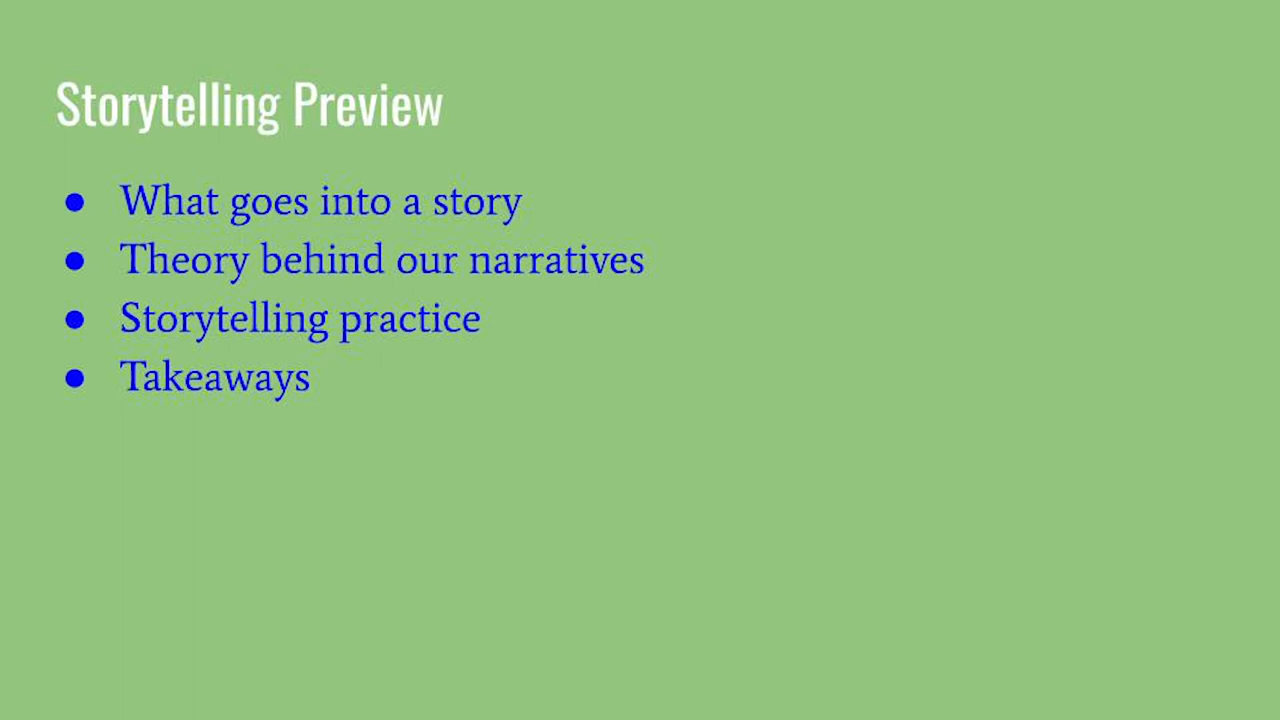 Storytelling Preview
● What goes into a story
● Theory behind our narratives
● Storytelling practice
● Takeaways